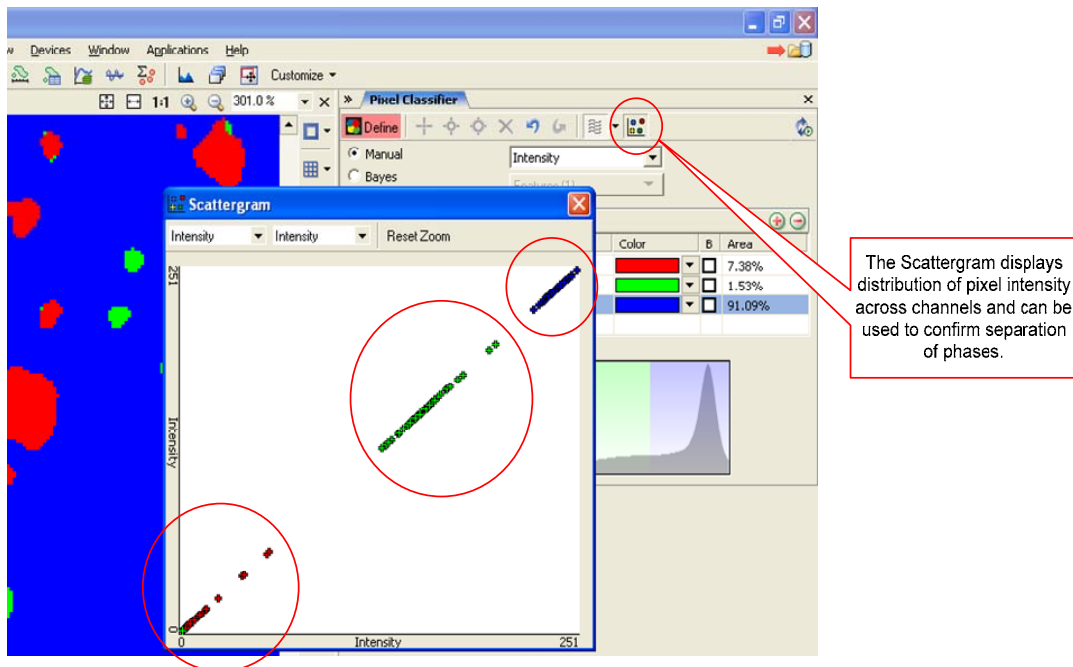 w Devices Window Applications Help
Customize
1:1 301.0 % Pixel Classifier
Define
Manual Intensity
Bayes
Features (1)
Scattergram
Intensity Intensity Reset Zoom
Color B Area
7.38%
1.53%
91.09%
251
Intensity
0
0 Intensity 251
The Scattergram displays
distribution of pixel intensity
across channels and can be
used to confirm separation
of phases.